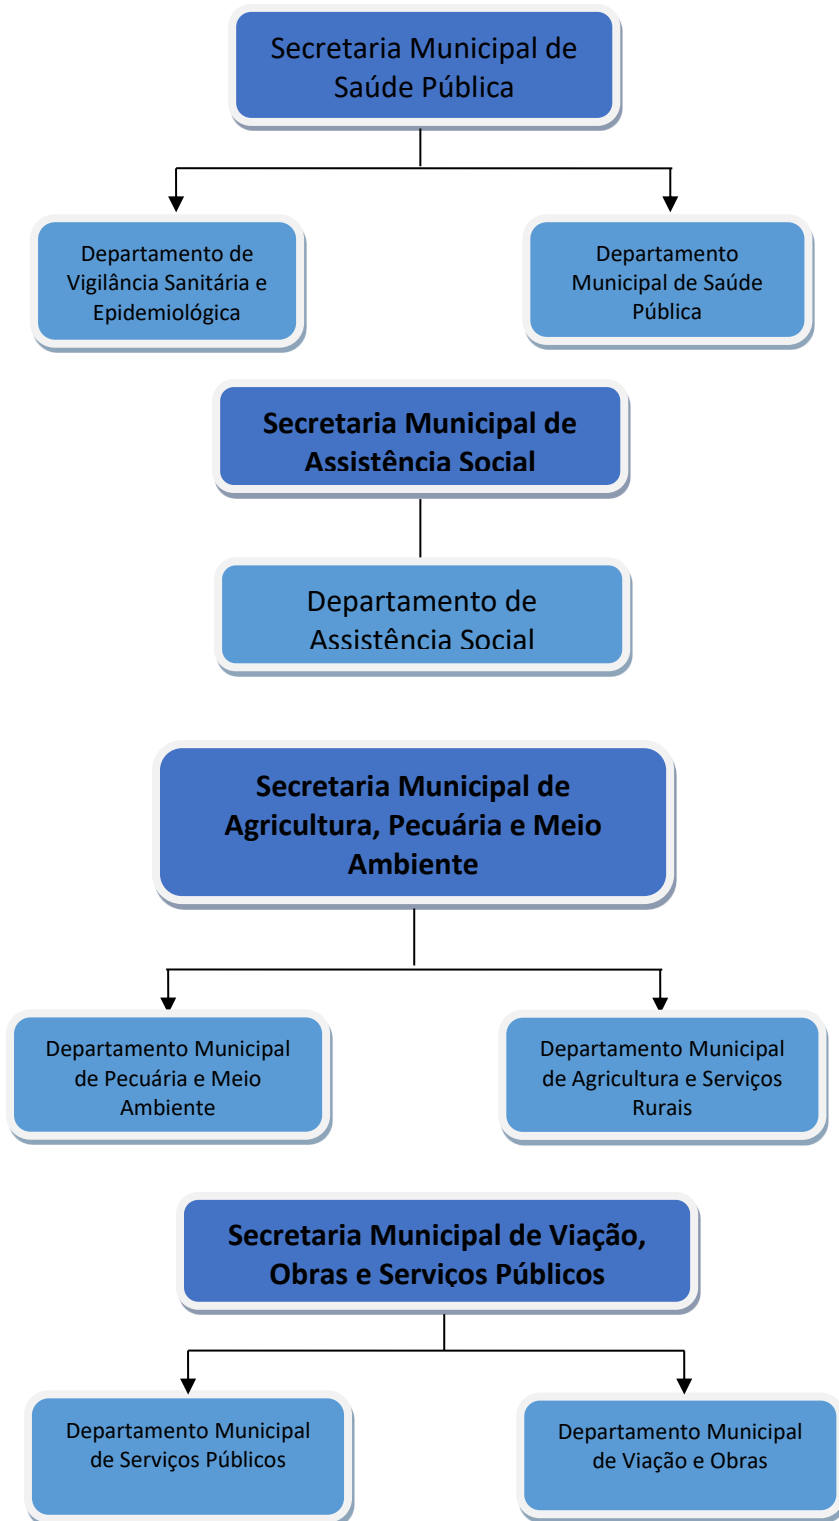 Secretaria Municipal de
Saúde Pública
Departamento de
Vigilância Sanitária e
Epidemiológica
Departamento
Municipal de Saúde
Pública
Secretaria Municipal de
Assistência Social
Departamento de
Assistência Social
Secretaria Municipal de
Agricultura, Pecuária e Meio
Ambiente
Departamento Municipal
de Pecuária e Meio
Ambiente
Departamento Municipal
de Agricultura e Serviços
Rurais
Secretaria Municipal de Viação,
Obras e Serviços Públicos
Departamento Municipal
de Serviços Públicos
Departamento Municipal
de Viação e Obras